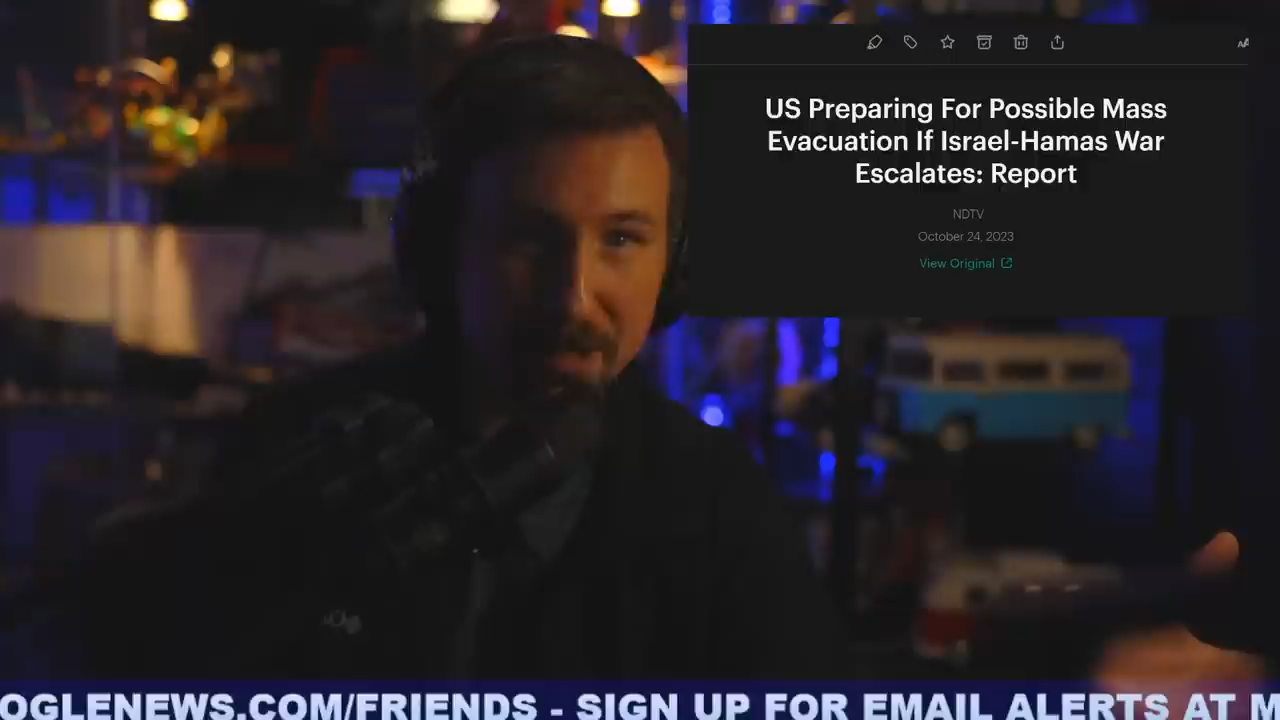 US Preparing For Possible Mass
Evacuation If Israel-Hamas War
Escalates: Report
NDTV
October 24, 2023
View Original
OGLENEWS.COM/FRIENDS - SIGN UP FOR EMAIL ALERTS AT M